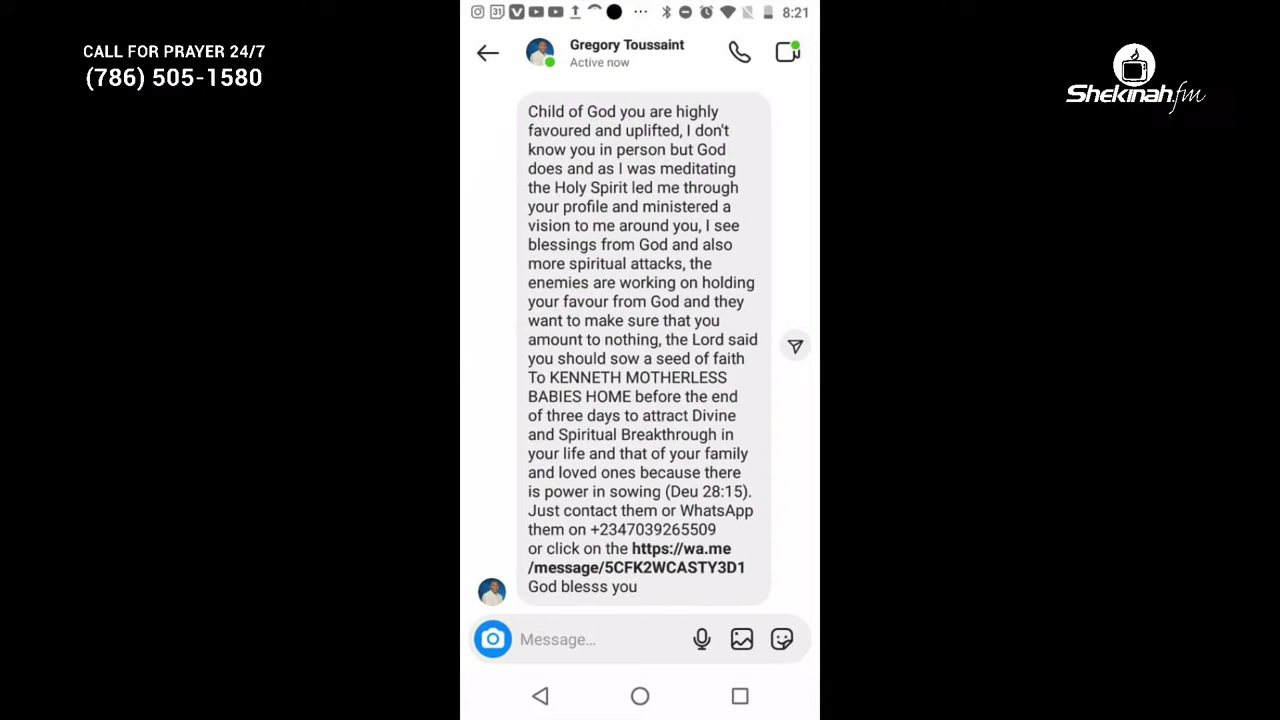 CALL FOR PRAYER 24/7
(786) 505-1580
31
8:21
Gregory Toussaint
Active now
Shekinah.fm
Child of God you are highly
favoured and uplifted, I don't
know you in person but God
does and as I was meditating
the Holy Spirit led me through
your profile and ministered a
vision to me around you, I see
blessings from God and also
more spiritual attacks, the
enemies are working on holding
your favour from God and they
want to make sure that you
amount to nothing, the Lord said
you should sow a seed of faith
To KENNETH MOTHERLESS
BABIES HOME before the end
of three days to attract Divine
and Spiritual Breakthrough in
your life and that of your family
and loved ones because there
is power in sowing (Deu 28:15).
Just contact them or WhatsApp
them on +2347039265509
or click on the https://wa.me
/message/5CFK2WCASTY3D1
God blesss you
Message...